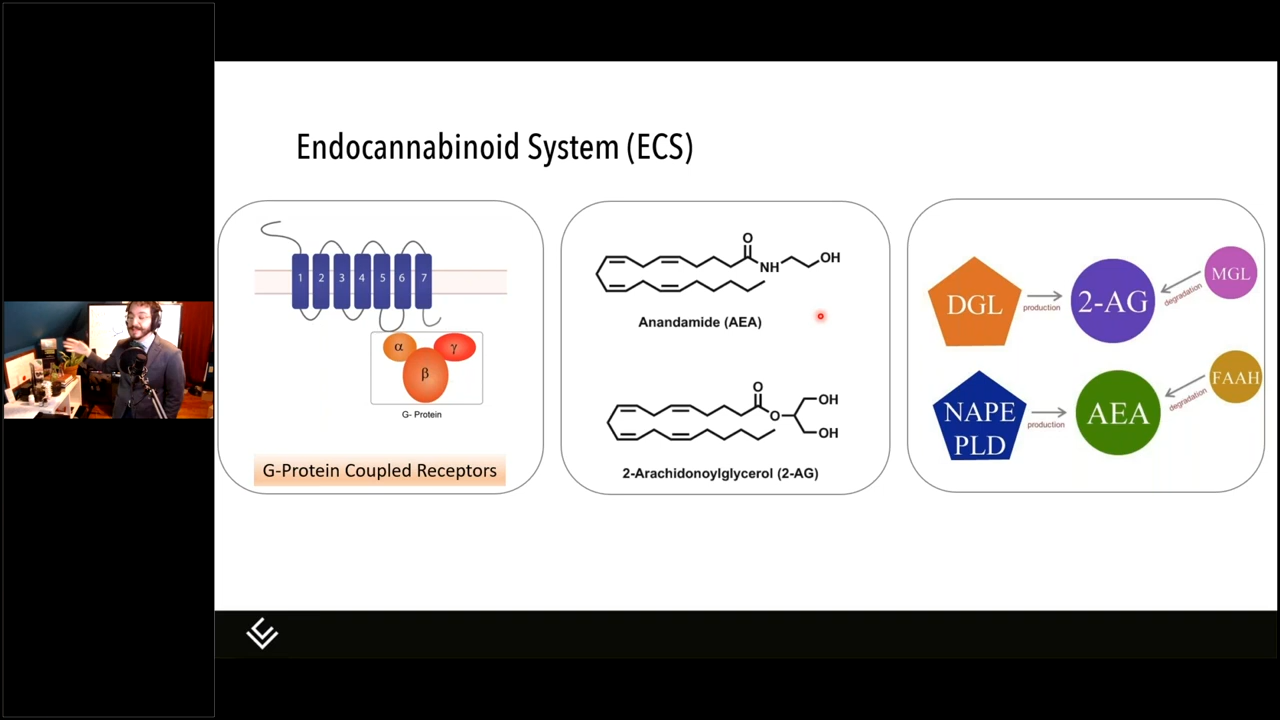 Endocannabinoid System (ECS)
1 2 3 4 5 6 7
α γ
β
G- Protein
G-Protein Coupled Receptors
O
NH
OH
Anandamide (AEA)
O
O
OH
OH
2-Arachidonoylglycerol (2-AG)
DGL
production
2-AG
degradation
MGL
NAPE
PLD
production
AEA
degradation
FAAH